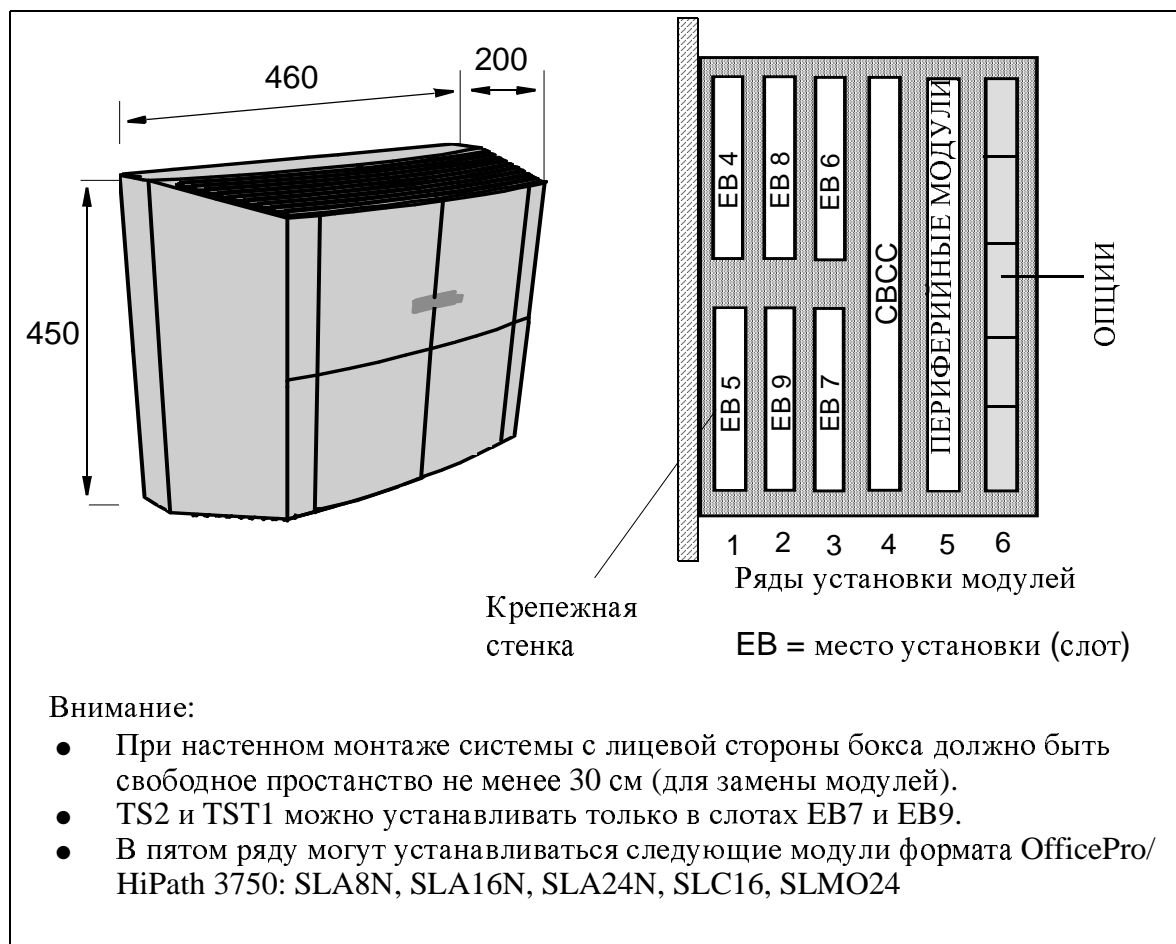 460
200
450
EB 4
EB 8
EB 6
EB 5
EB 9
EB 7
CBCC
ПЕРИФЕРИЙНЫЕ МОДУЛИ
ОПЦИИ
1 2 3 4 5 6
Ряды установки модулей
Крепежная
стенка
EB = место установки (слот)
Внимание:
● При настенном монтаже системы с лицевой стороны бокса должно быть
свободное простанство не менее 30 см (для замены модулей).
● TS2 и TST1 можно устанавливать только в слотах EB7 и EB9.
● В пятом ряду могут устанавливаться следующие модули формата OfficePro/
HiPath 3750: SLA8N, SLA16N, SLA24N, SLC16, SLMO24